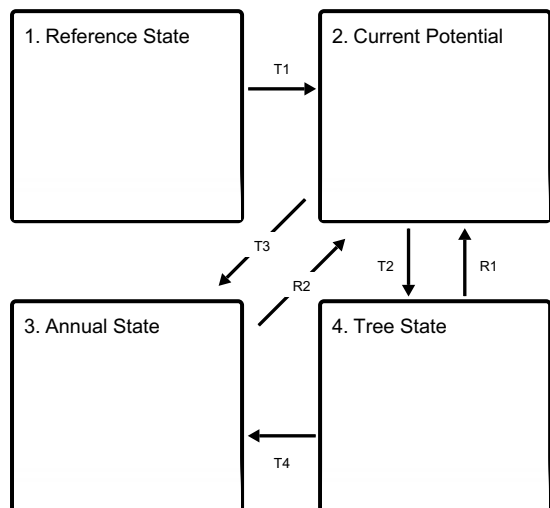 1. Reference State
2. Current Potential
T1
T3
R2
T2
R1
3. Annual State
4. Tree State
T4